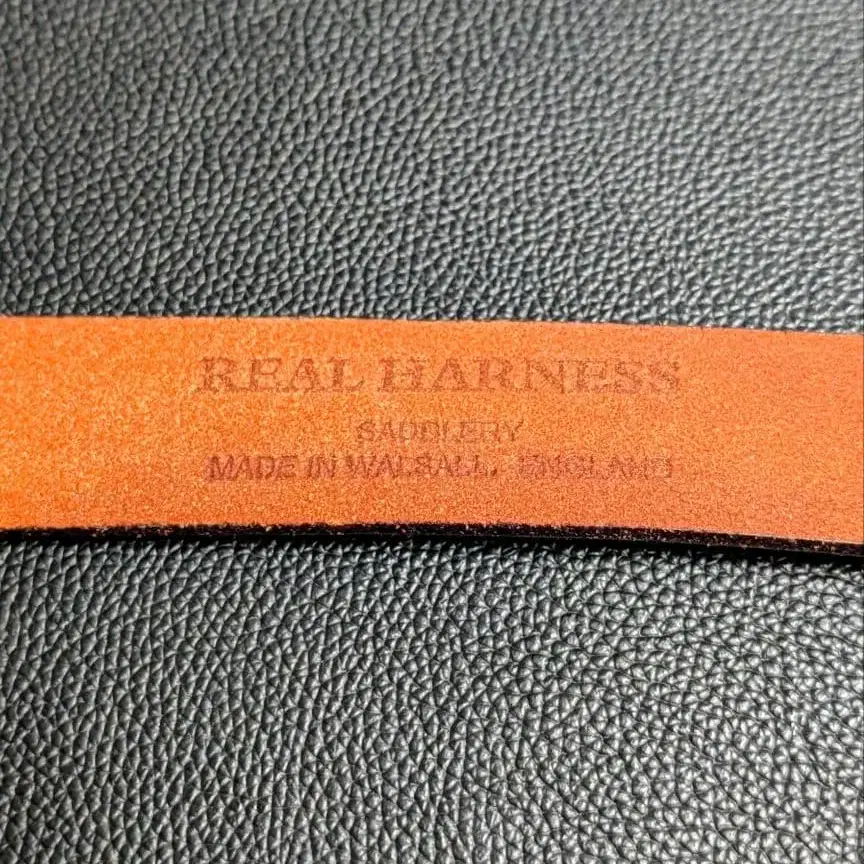 REAL HARNESS
SADDLERY
MADE IN WALSALL, ENGLAND